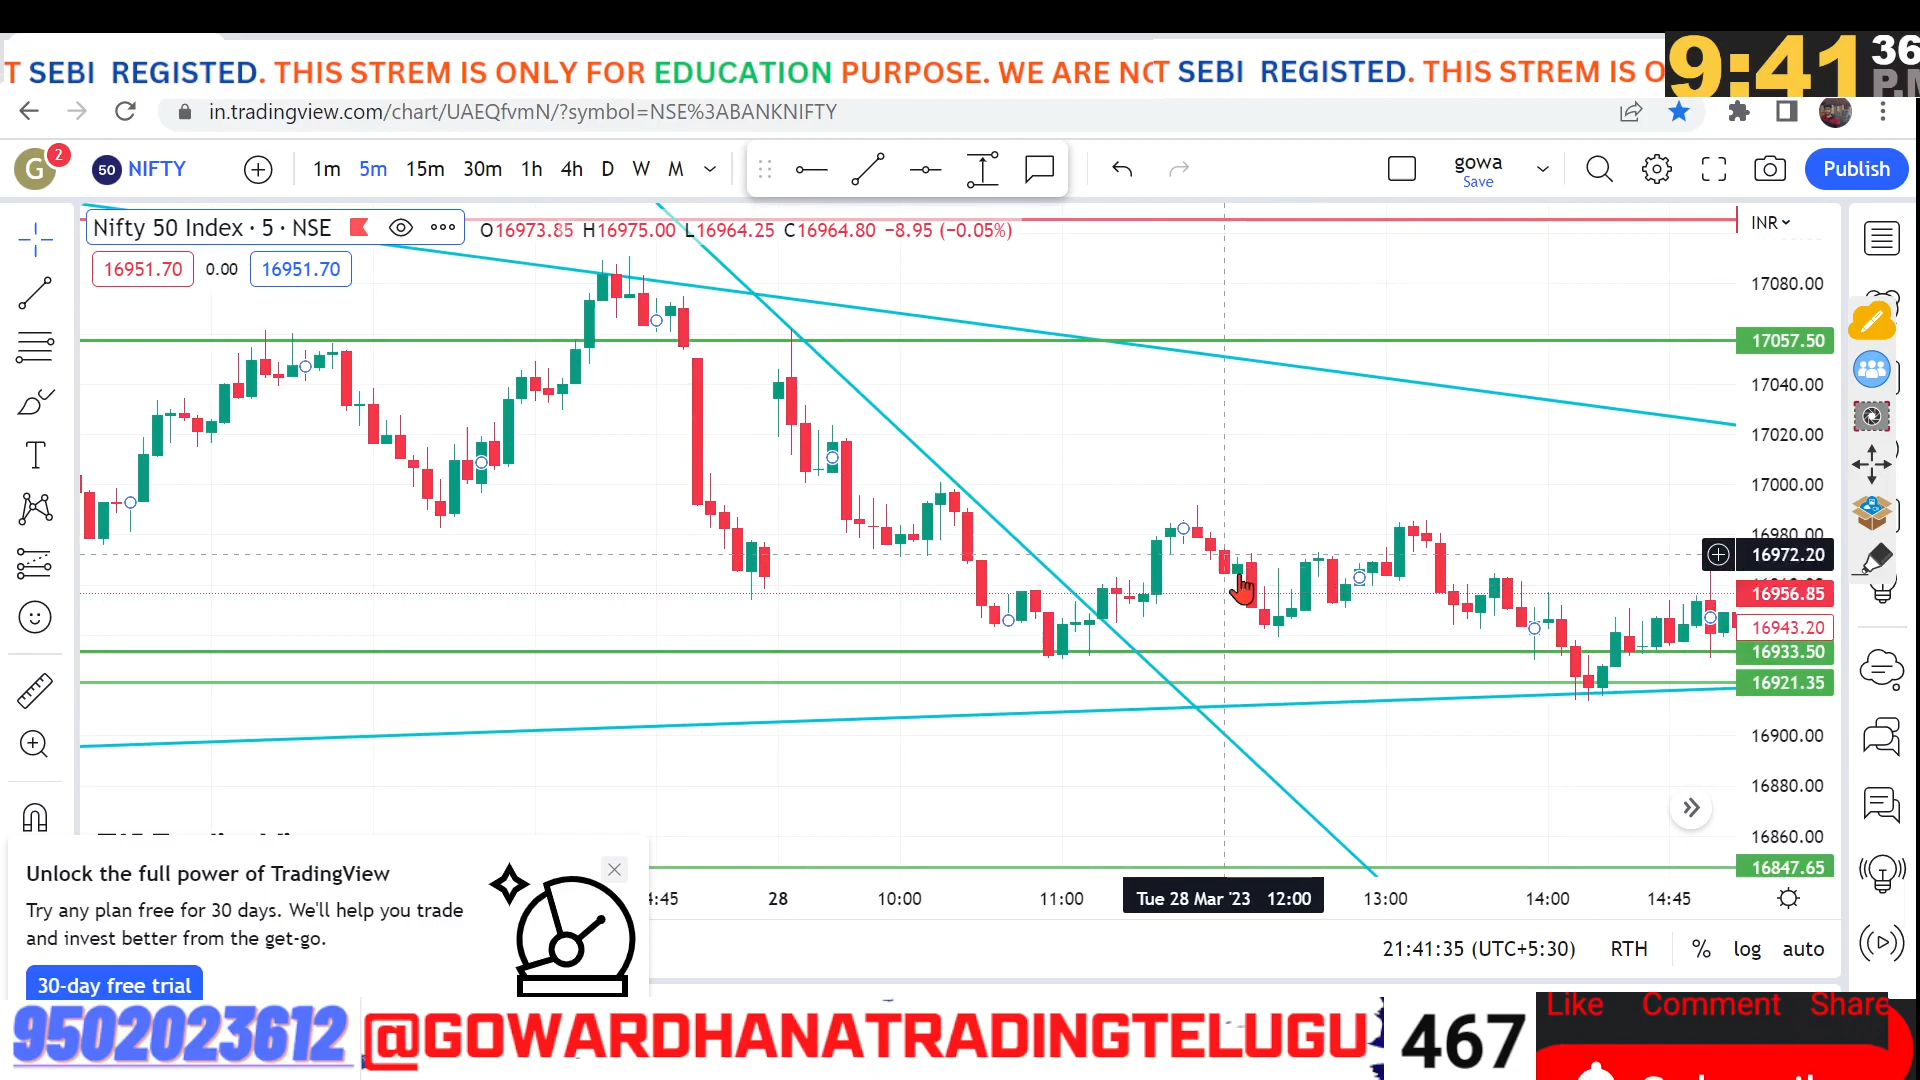 T SEBI REGISTED. THIS STREM IS ONLY FOR EDUCATION PURPOSE. WE ARE NOT SEBI REGISTED. THIS STREM IS O
9:41 36
in.tradingview.com/chart/UAEQfvmN/?symbol=NSE%3ABANKNIFTY
G 2 50 NIFTY 1m 5m 15m 30m 1h 4h D W M gowa Save Publish
Nifty 50 Index · 5 · NSE O16973.85 H16975.00 L16964.25 C16964.80 −8.95 (−0.05%) INR
16951.70 0.00 16951.70
17080.00
17057.50
17040.00
17020.00
17000.00
16980.00
16972.20
16956.85
16943.20
16933.50
16921.35
16900.00
16880.00
16860.00
16847.65
Unlock the full power of TradingView
Try any plan free for 30 days. We'll help you trade
and invest better from the get-go.
30-day free trial
:45 28 10:00 11:00 Tue 28 Mar '23 12:00 13:00 14:00 14:45
21:41:35 (UTC+5:30) RTH % log auto
9502023612 @GOWARDHANATRADINGTELUGU 467
Like Comment Share